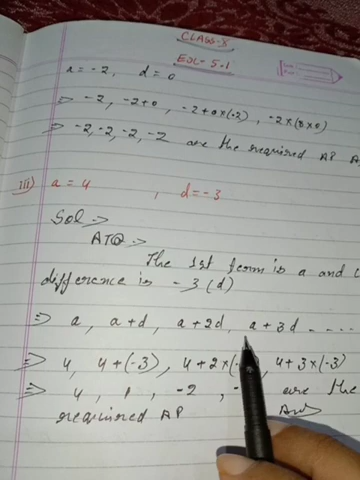 CLASS-X
EXL-5.1
a = -2, d = 0
⇒ -2, -2+0, -2+0×(-2), -2×(0×0)
⇒ -2, -2, -2, -2 are the required AP
iii) a = 4 , d = -3
Sol →
ATQ →
The 1st term is a and
difference is -3 (d)
⇒ a, a+d, a+2d, a+3d - - - -
⇒ 4, 4+(-3), 4+2×(- , 4+3×(-3)
⇒ 4, 1, -2, - are the
required AP Ans